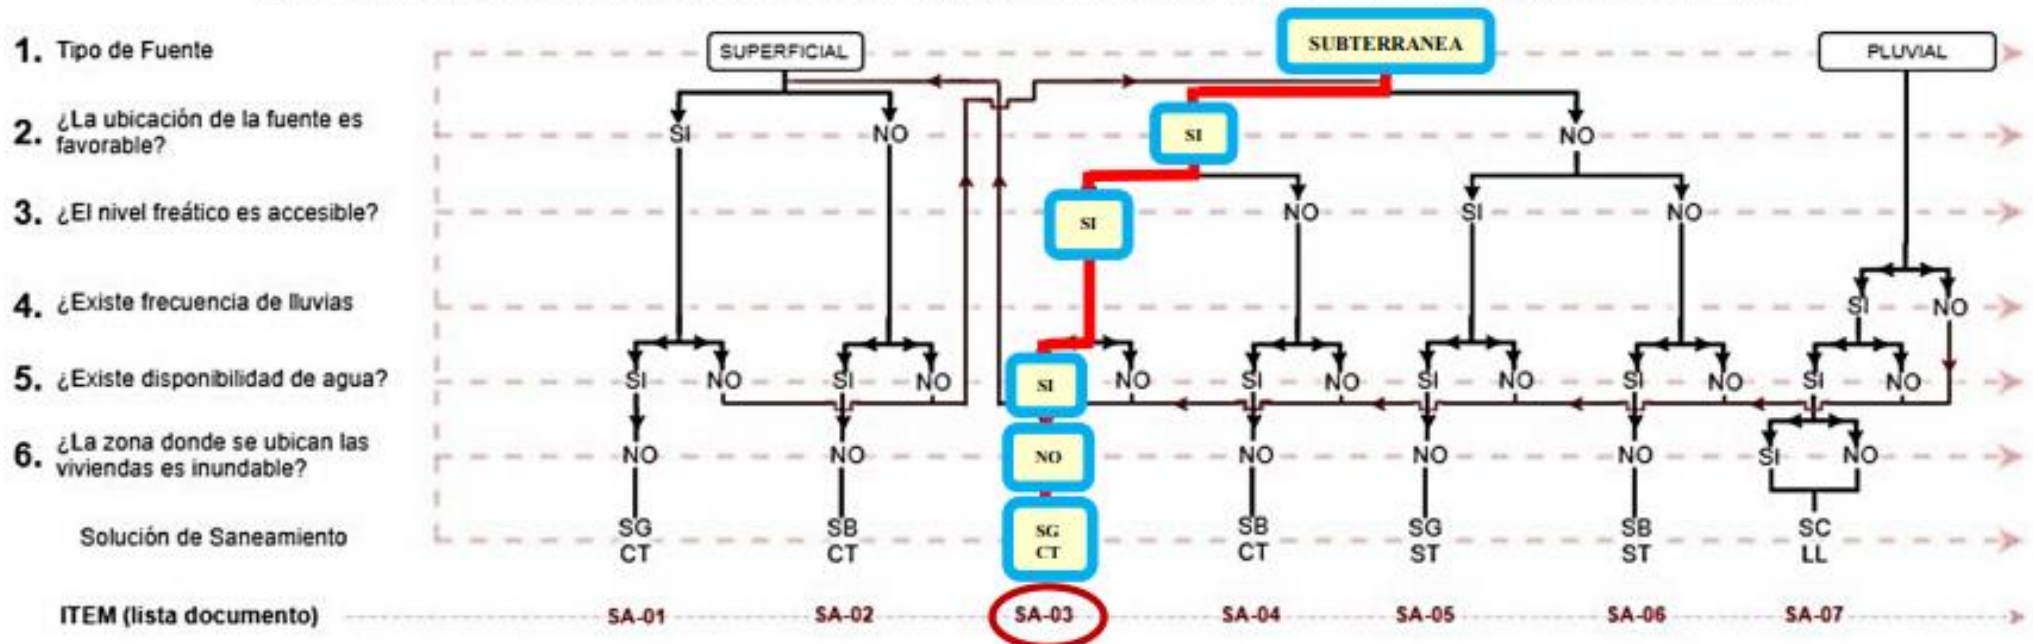 1. Tipo de Fuente SUPERFICIAL SUBTERRANEA PLUVIAL
2. ¿La ubicación de la fuente es favorable? SI NO SI NO
3. ¿El nivel freático es accesible? SI NO SI NO
4. ¿Existe frecuencia de lluvias SI NO
5. ¿Existe disponibilidad de agua? SI NO SI NO SI NO SI NO SI NO SI NO SI NO
6. ¿La zona donde se ubican las viviendas es inundable? NO NO NO NO NO NO SI NO
Solución de Saneamiento SG SB SG SB SG SB SC
CT CT CT CT ST ST LL
ITEM (lista documento) SA-01 SA-02 SA-03 SA-04 SA-05 SA-06 SA-07